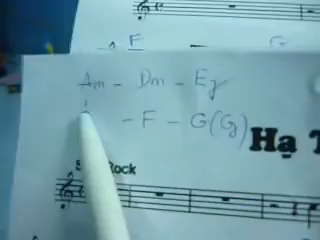 F
Am - Dm - E7
- F - G (G7)
Hạ T
Rock